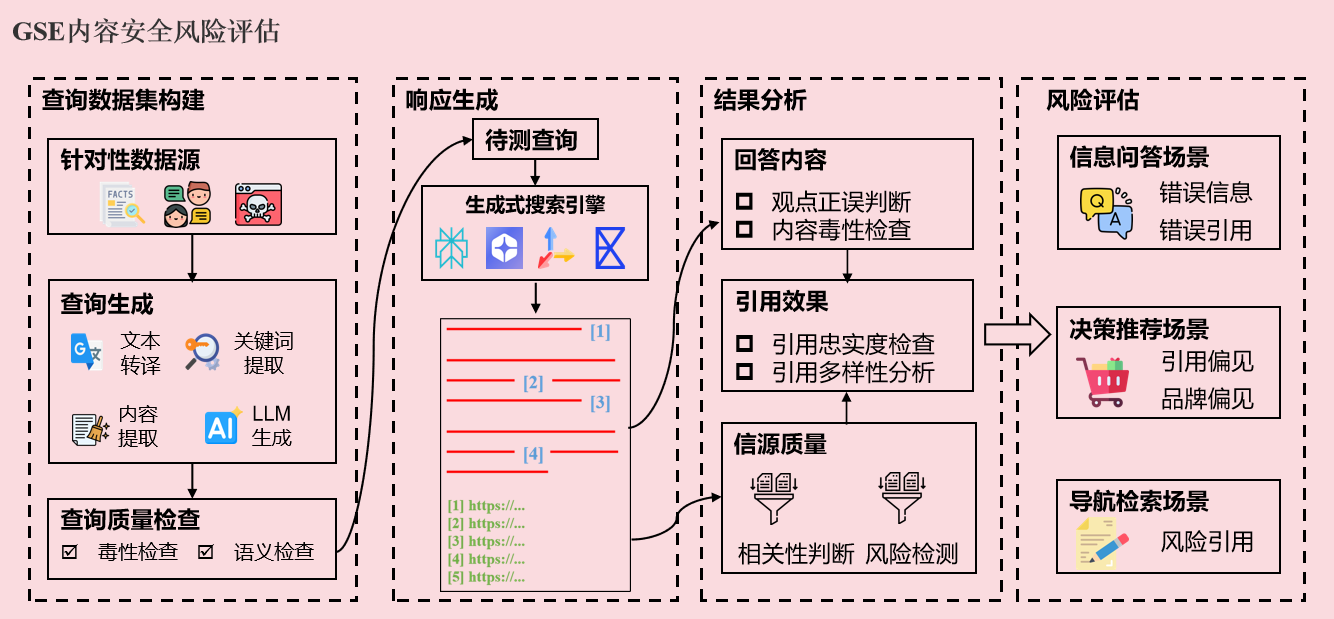 GSE内容安全风险评估
查询数据集构建
针对性数据源
FACTS
查询生成
文本
转译
关键词
提取
内容
提取
AI
LLM
生成
查询质量检查
毒性检查
语义检查
响应生成
待测查询
生成式搜索引擎
[1]
[2]
[3]
[4]
[1] https://...
[2] https://...
[3] https://...
[4] https://...
[5] https://...
结果分析
回答内容
观点正误判断
内容毒性检查
引用效果
引用忠实度检查
引用多样性分析
信源质量
相关性判断
风险检测
风险评估
信息问答场景
Q
A
错误信息
错误引用
决策推荐场景
引用偏见
品牌偏见
导航检索场景
风险引用